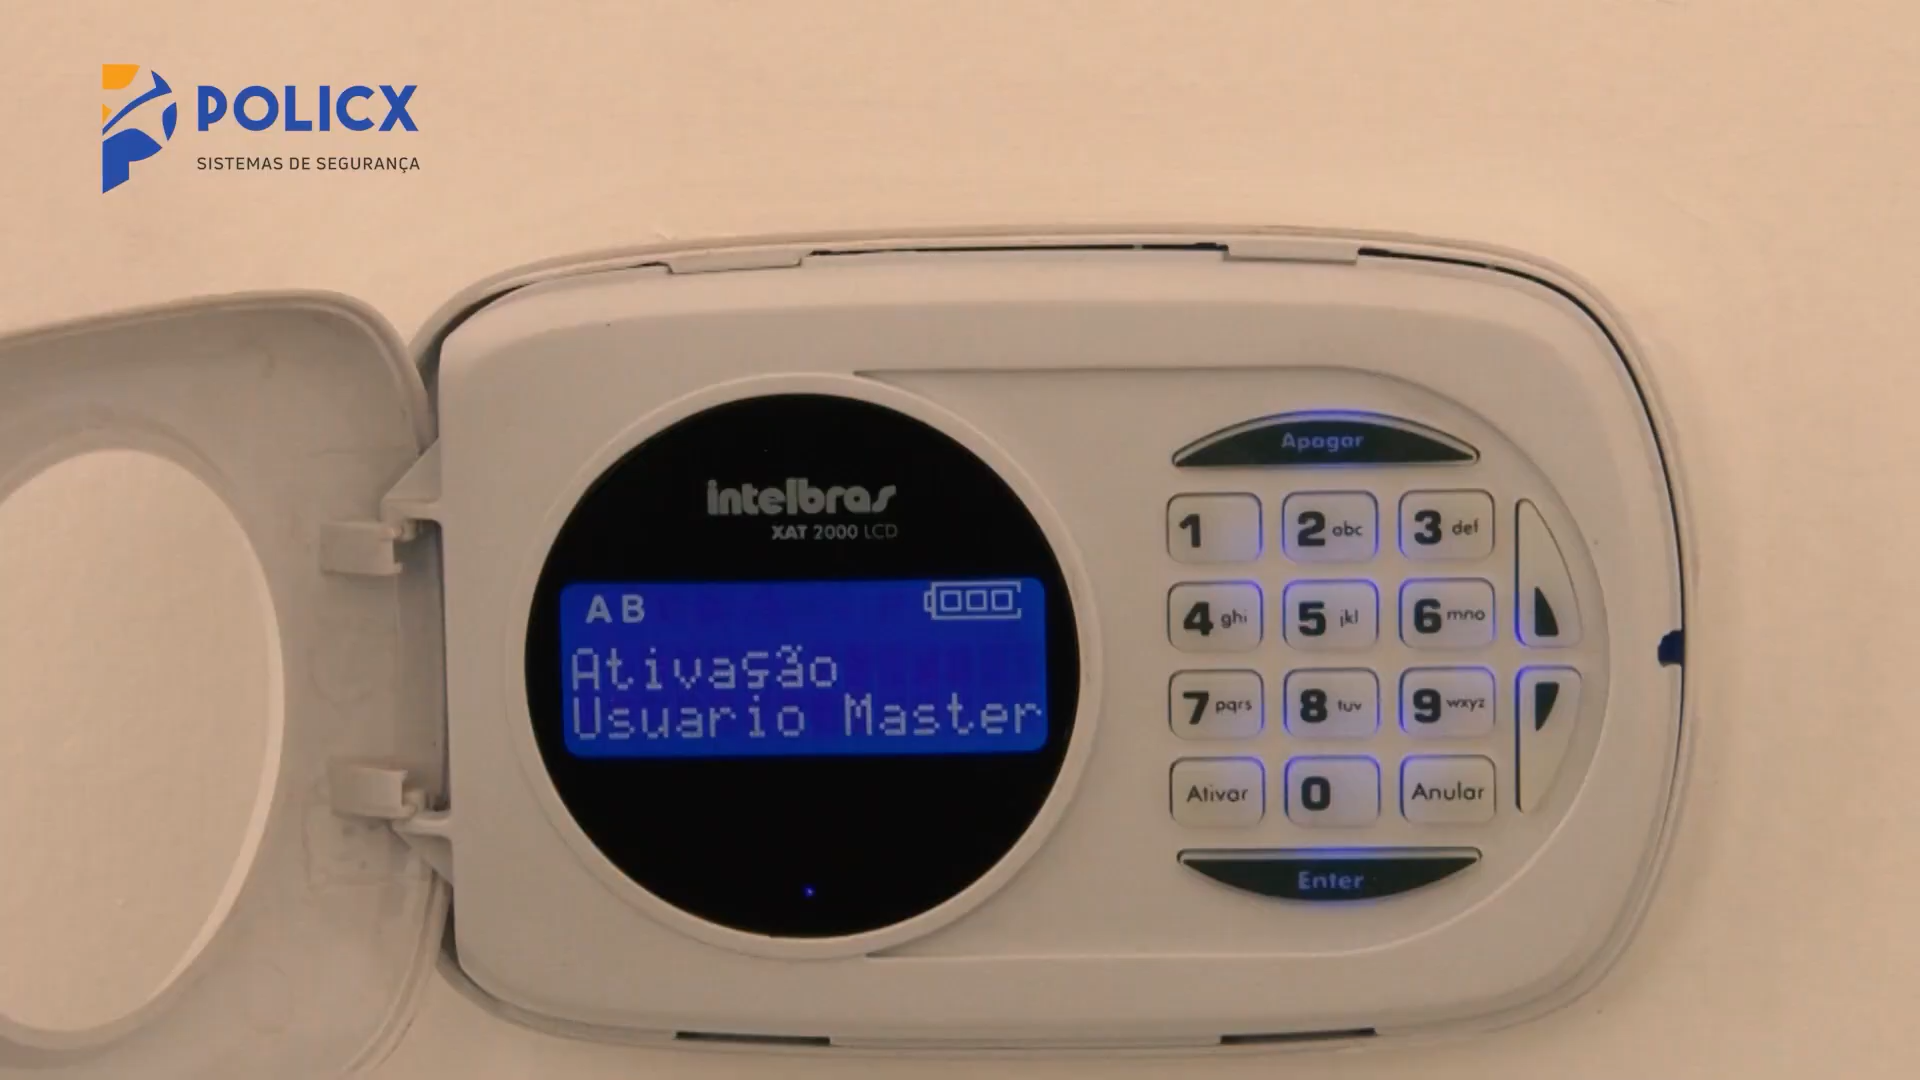 POLICX
SISTEMAS DE SEGURANÇA
intelbras
XAT 2000 LCD
AB
Ativação
Usuario Master
Apagar
1 2 abc 3 def
4 ghi 5 jkl 6 mno
7 pqrs 8 tuv 9 wxyz
Ativar 0 Anular
Enter